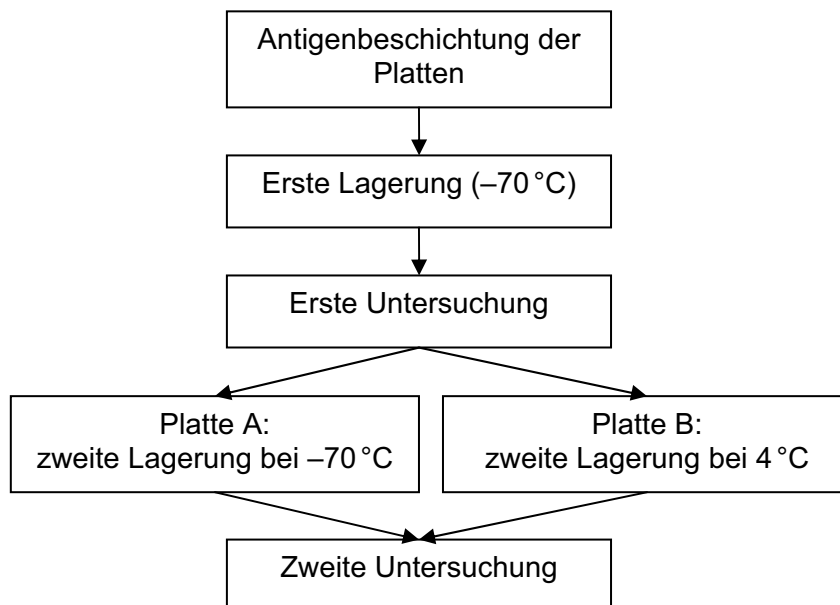 Antigenbeschichtung der
Platten
Erste Lagerung (–70 °C)
Erste Untersuchung
Platte A:
zweite Lagerung bei –70 °C
Platte B:
zweite Lagerung bei 4 °C
Zweite Untersuchung